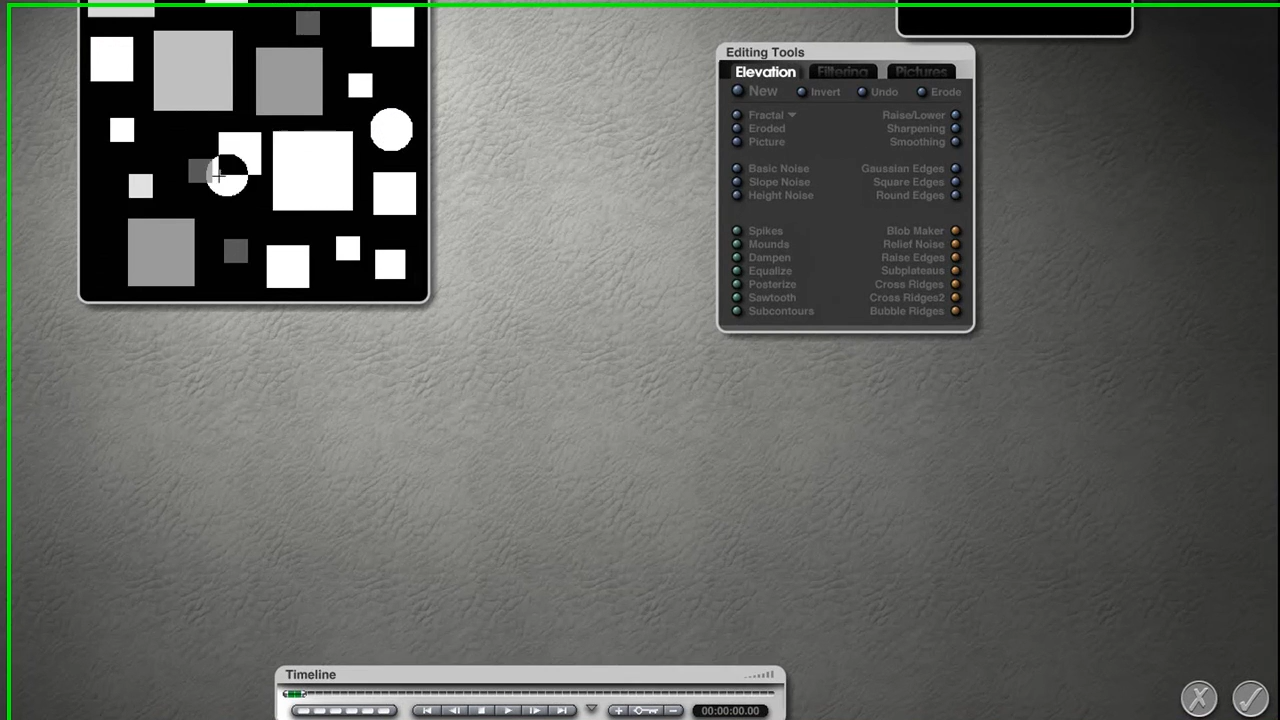 Editing Tools
Elevation Filtering Pictures
New Invert Undo Erode
Fractal Raise/Lower
Eroded Sharpening
Picture Smoothing
Basic Noise Gaussian Edges
Slope Noise Square Edges
Height Noise Round Edges
Spikes Blob Maker
Mounds Relief Noise
Dampen Raise Edges
Equalize Subplateaus
Posterize Cross Ridges
Sawtooth Cross Ridges2
Subcontours Bubble Ridges
Timeline
00:00:00.00